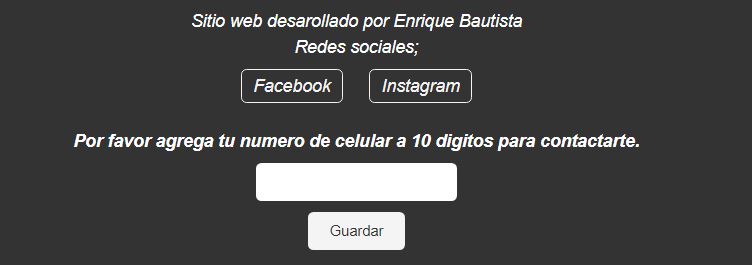 Sitio web desarollado por Enrique Bautista
Redes sociales;
Facebook Instagram
Por favor agrega tu numero de celular a 10 digitos para contactarte.
Guardar